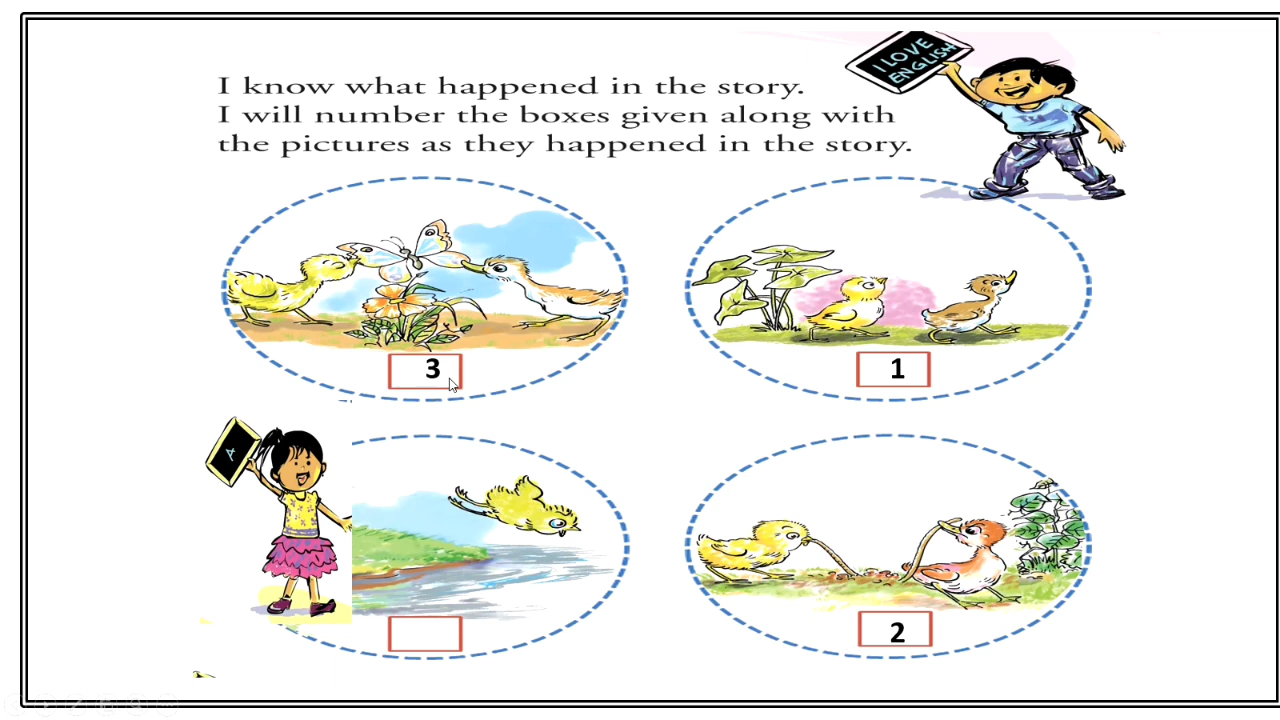 I LOVE
ENGLISH
I know what happened in the story.
I will number the boxes given along with
the pictures as they happened in the story.
3
1
A
2